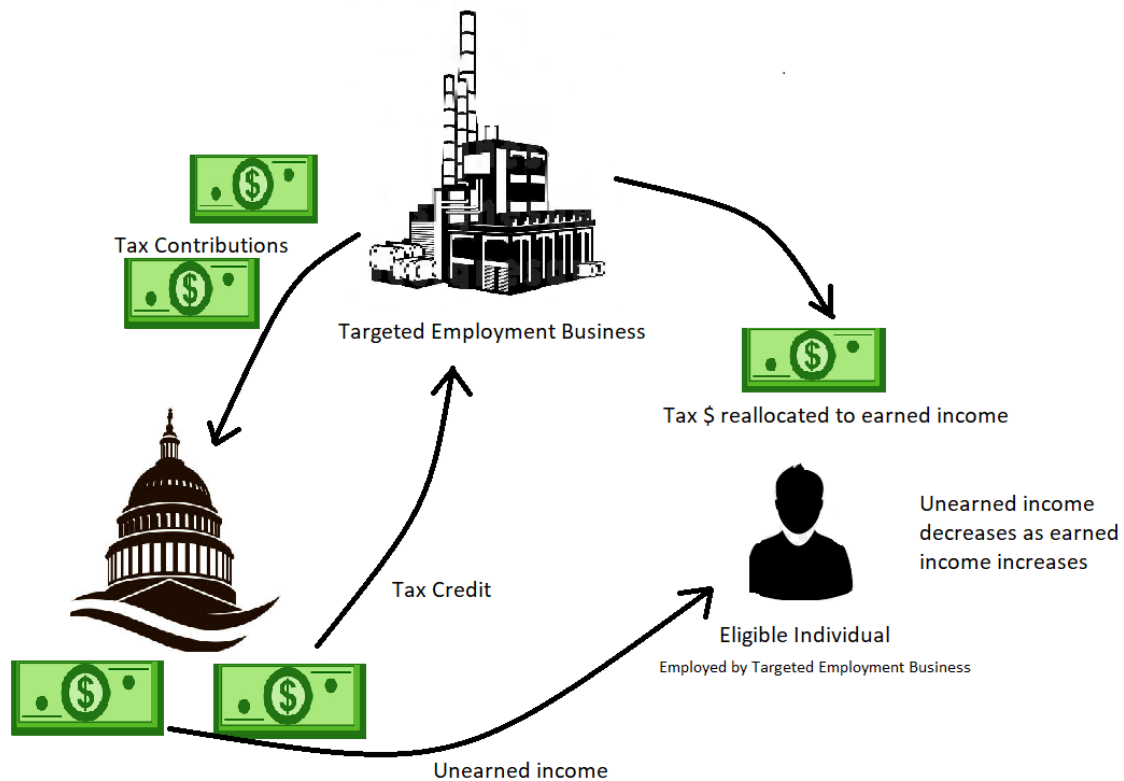 Tax Contributions
Targeted Employment Business
Tax $ reallocated to earned income
Unearned income
decreases as earned
income increases
Tax Credit
Eligible Individual
Employed by Targeted Employment Business
Unearned income
$
$
$
$
$